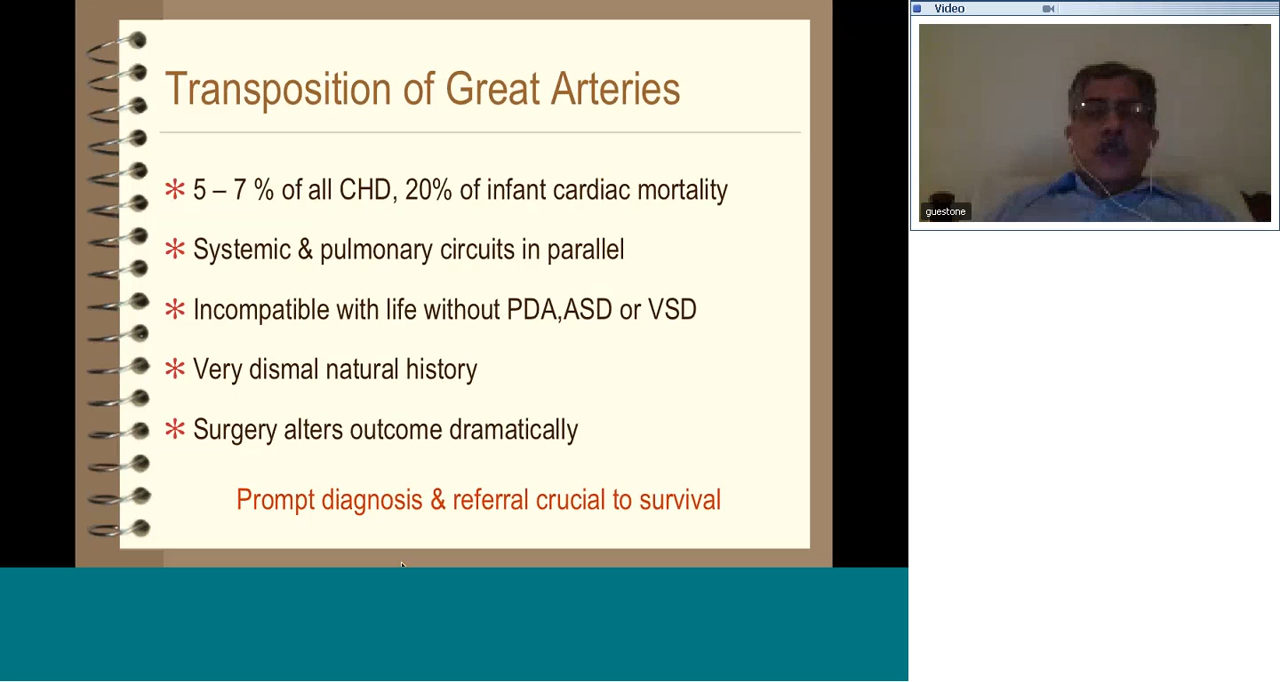 Video
Transposition of Great Arteries
5 – 7 % of all CHD, 20% of infant cardiac mortality
Systemic & pulmonary circuits in parallel
Incompatible with life without PDA,ASD or VSD
Very dismal natural history
Surgery alters outcome dramatically
Prompt diagnosis & referral crucial to survival
guestone